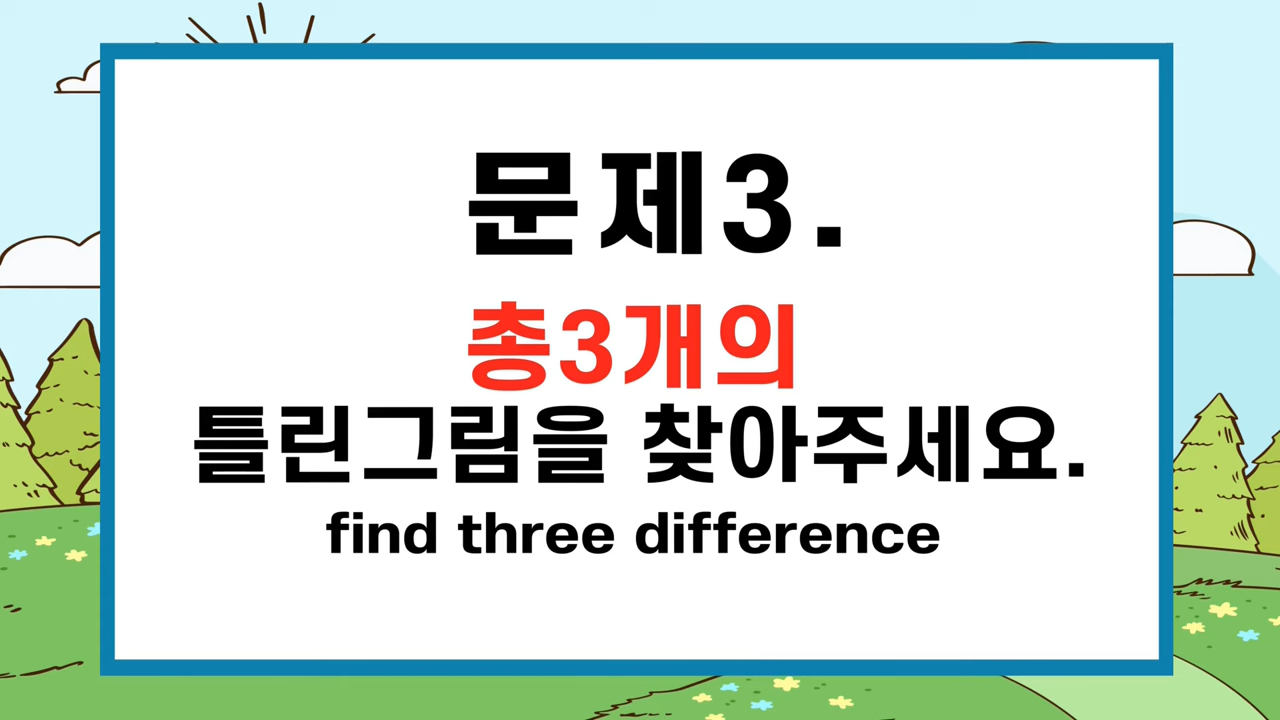 문제3.
총3개의
틀린그림을 찾아주세요.
find three difference